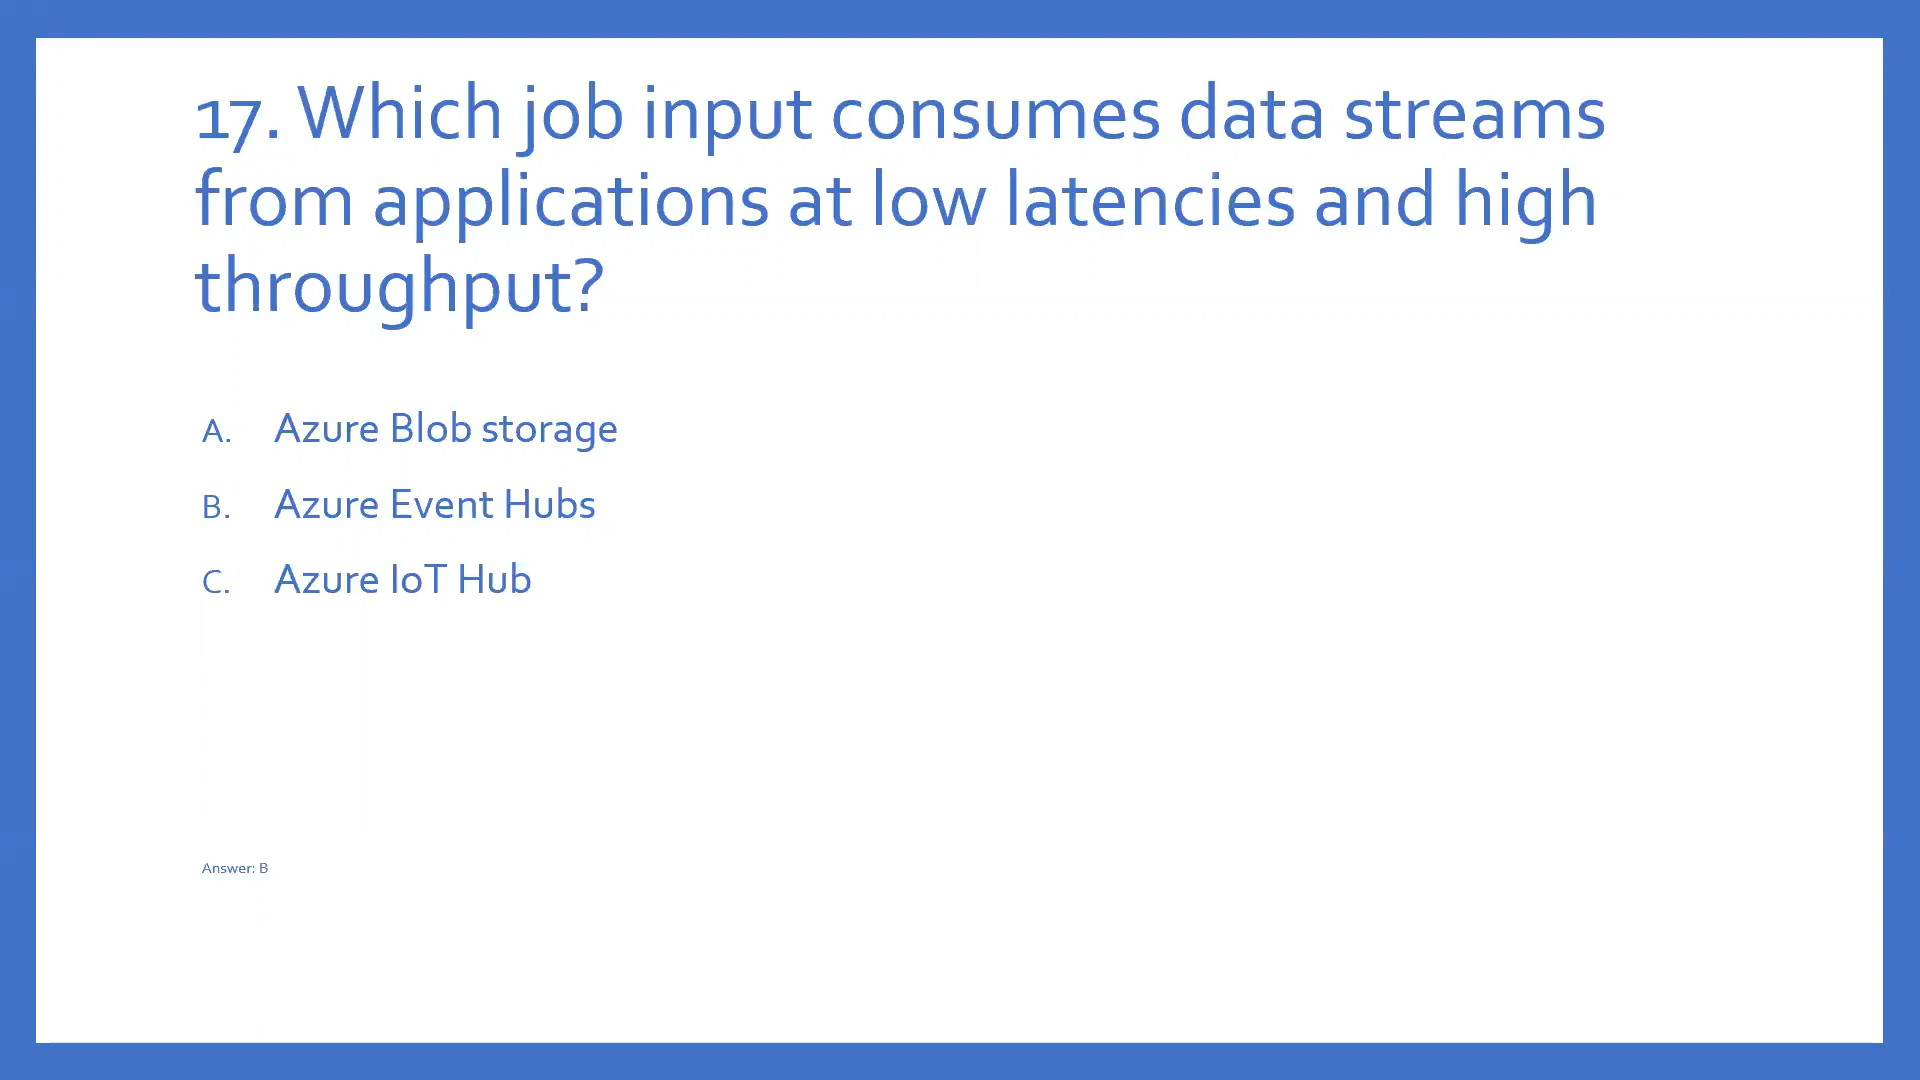 17. Which job input consumes data streams
from applications at low latencies and high
throughput?
A. Azure Blob storage
B. Azure Event Hubs
C. Azure IoT Hub
Answer: B